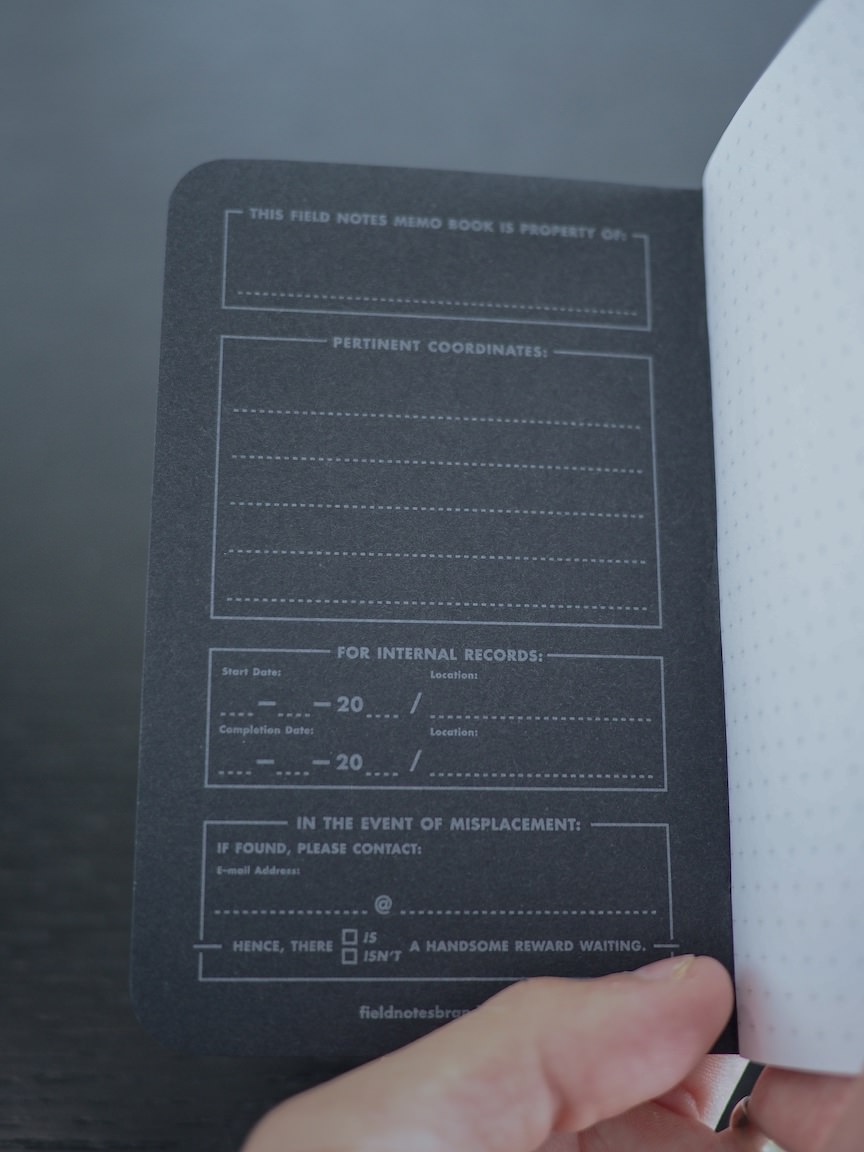 THIS FIELD NOTES MEMO BOOK IS PROPERTY OF:
PERTINENT COORDINATES:
FOR INTERNAL RECORDS:
Start Date: Location:
– – 20 /
Completion Date: Location:
– – 20 /
IN THE EVENT OF MISPLACEMENT:
IF FOUND, PLEASE CONTACT:
E-mail Address:
@
HENCE, THERE IS A HANDSOME REWARD WAITING.
ISN'T